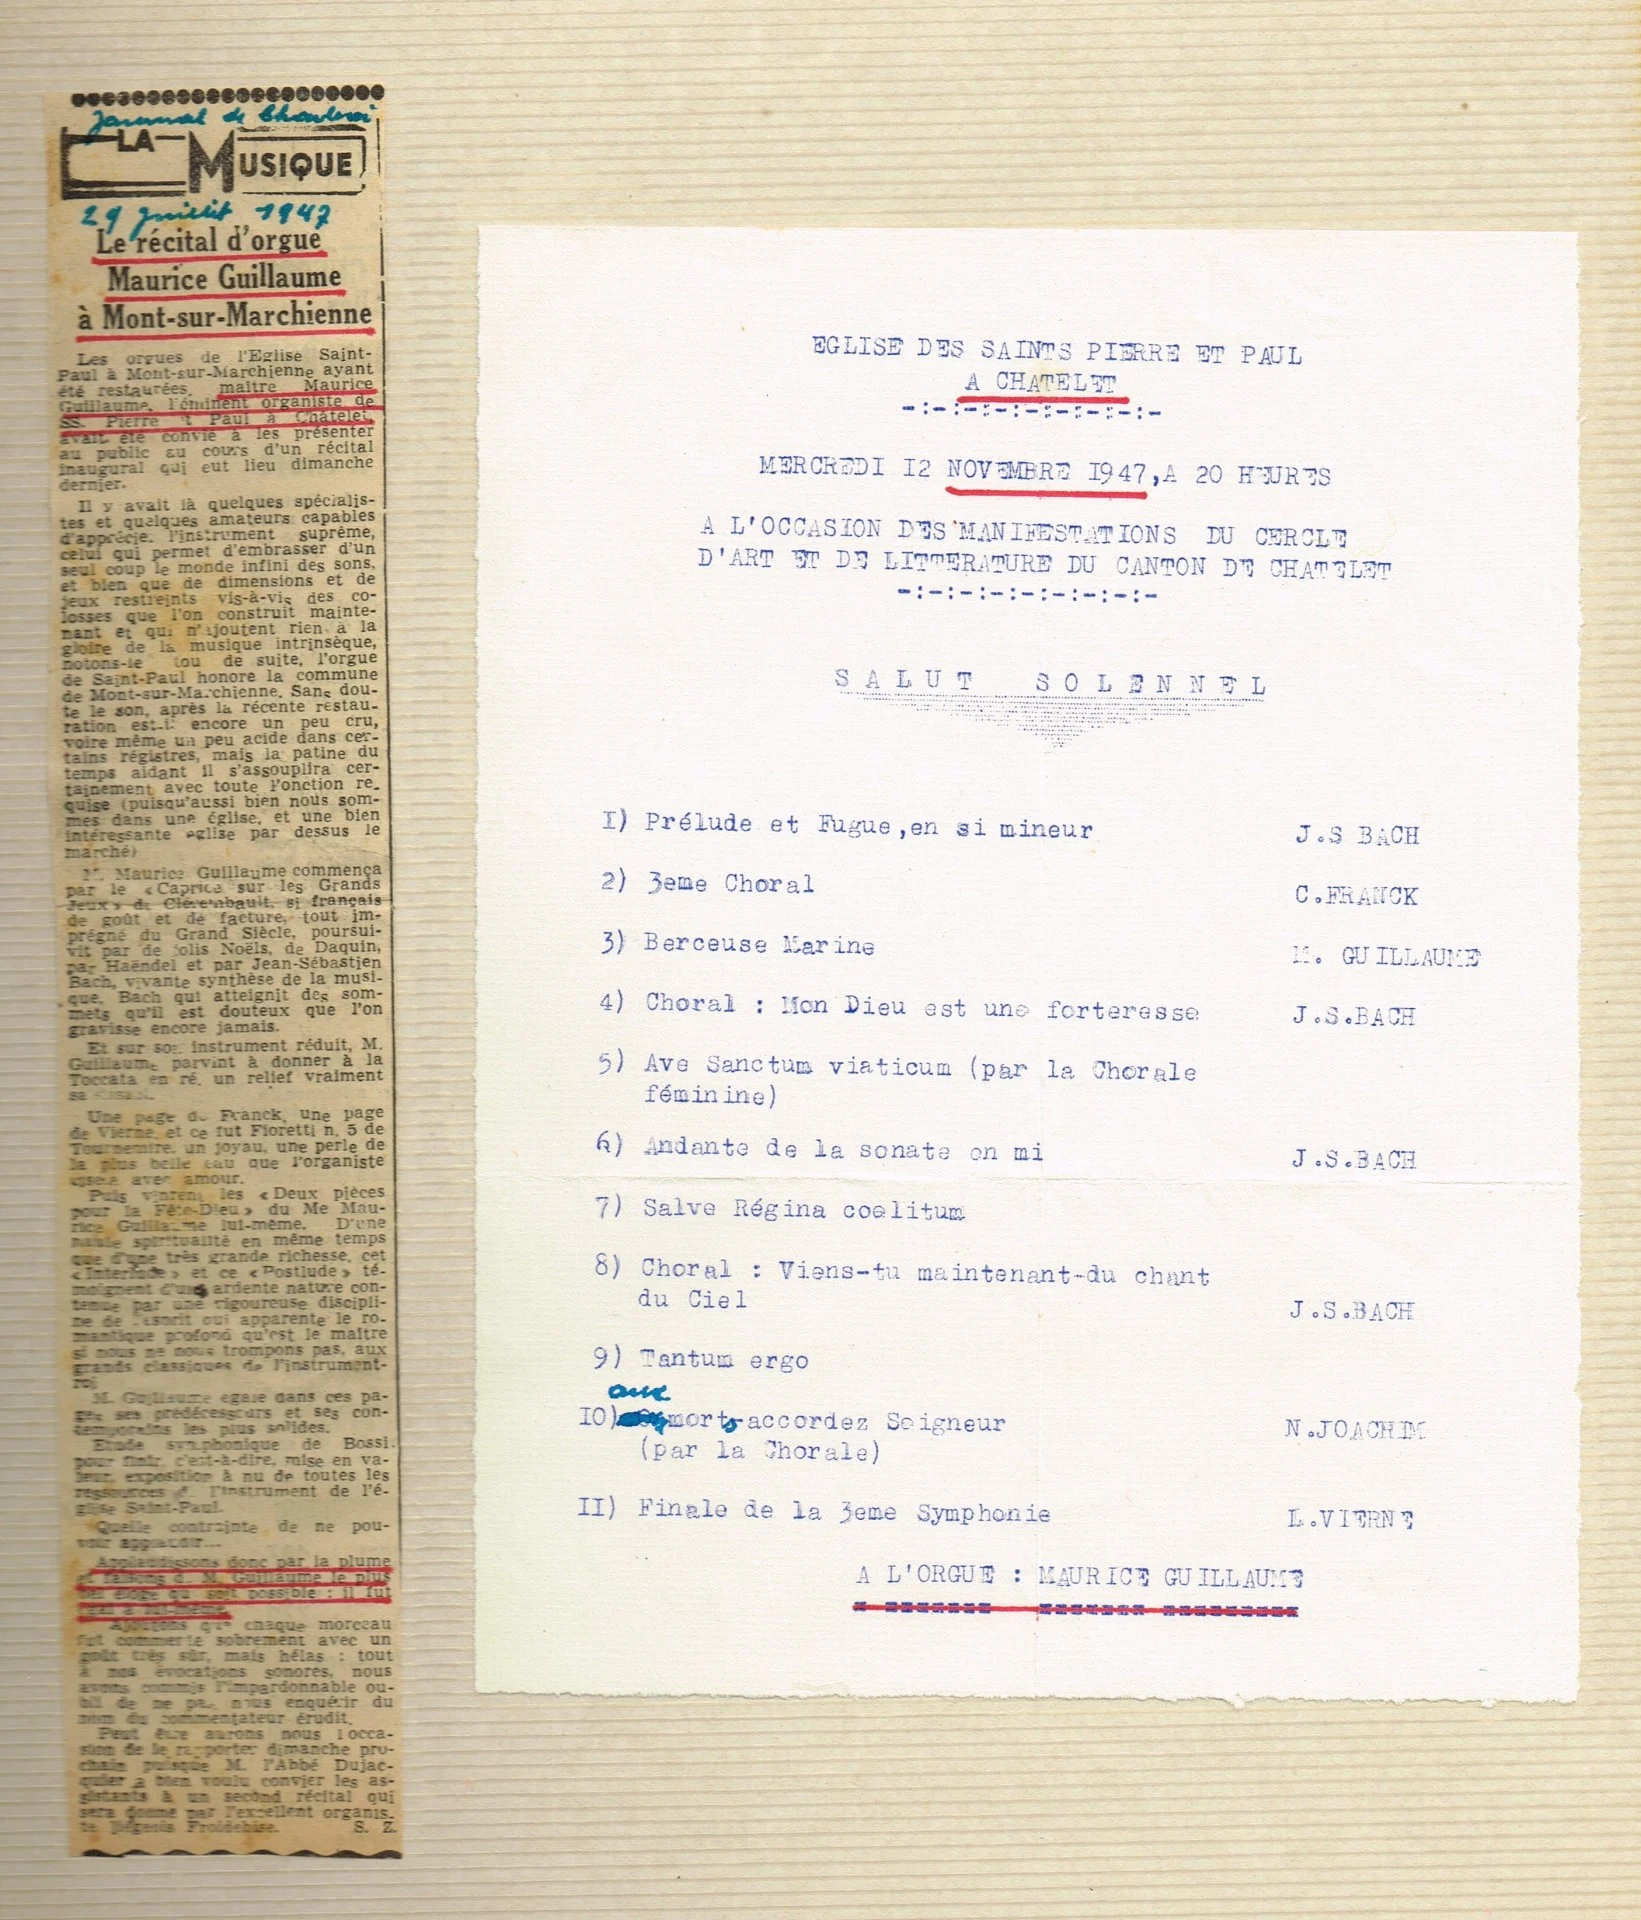 Journal de Charleroi
LA MUSIQUE
29 Juillet 1947
Le récital d'orgue
Maurice Guillaume
à Mont-sur-Marchienne
Les orgues de l'Eglise Saint-
Paul à Mont-sur-Marchienne ayant
été restaurées, maître Maurice
Guillaume, l'éminent organiste de
SS. Pierre t Paul à Châtelet,
avait été convié à les présenter
au public au cours d'un récital
inaugural qui eut lieu dimanche
dernier.
Il y avait là quelques spécialis-
tes et quelques amateurs capables
d'apprécie. l'instrument suprême,
celui qui permet d'embrasser d'un
seul coup le monde infini des sons,
et bien que de dimensions et de
jeux restreints vis-à-vis des co-
losses que l'on construit mainte-
nant et qui n'ajoutent rien à la
gloire de la musique intrinsèque,
notons-le tou de suite, l'orgue
de Saint-Paul honore la commune
de Mont-sur-Marchienne. Sans dou-
te le son, après la récente restau-
ration est-il encore un peu cru,
voire même un peu acide dans cer-
tains régistres, mais la patine du
temps aidant il s'assouplira cer-
tainement avec toute l'onction re-
quise (puisqu'aussi bien nous som-
mes dans une église, et une bien
intéressante église par dessus le
marché)
M. Maurice Guillaume commença
par le «Caprice sur les Grands
Jeux» de Clérembault, si français
de goût et de facture, tout im-
prégné du Grand Siècle, poursui-
vit par de jolis Noëls, de Daquin,
par Haëndel et par Jean-Sébastien
Bach, vivante synthèse de la musi-
que, Bach qui atteignit des som-
mets qu'il est douteux que l'on
gravisse encore jamais.
Et sur son instrument réduit, M.
Guillaume parvint à donner à la
Toccata en ré, un relief vraiment
Une page de Franck, une page
de Vierne, et ce fut Fioretti n. 5 de
Tournemire, un joyau, une perle de
la plus belle eau que l'organiste
avec amour.
Puis vinrent les «Deux pièces
pour la Fête-Dieu» du Me Mau-
rice Guillaume lui-même. D'une
haute spiritualité en même temps
que d'une très grande richesse, cet
«Interlude» et ce «Postlude» té-
moignent d'une ardente nature con-
tenue par une rigoureuse discipli-
ne de l'esprit qui apparente le ro-
mantique profond qu'est le maître
si nous ne nous trompons pas, aux
grands classiques de l'instrument-
roi.
M. Guillaume égale dans ces pa-
ges ses prédécesseurs et ses con-
temporains les plus solides.
Etude symphonique de Bossi
pour finir, c'est-à-dire, mise en va-
leur, exposition à nu de toutes les
ressources d. l'instrument de l'é-
glise Saint-Paul.
Quelle contrainte de ne pou-
voir applaudir...
Applaudissons donc par la plume
et faisons d. M. Guillaume le plus
bel éloge qui soit possible : il fut
égal à lui-même.
Ajoutons que chaque morceau
fut commenté sobrement avec un
goût très sûr, mais hélas : tout
à nos évocations sonores, nous
avons commis l'impardonnable ou-
bli de ne pas nous enquérir du
nom du commentateur érudit.
Peut être aurons nous l'occa-
sion de le rapporter dimanche pro-
chain puisque M. l'Abbé Dujac-
quier a bien voulu convier les as-
sistants à un second récital qui
sera donné par l'excellent organis-
te liégeois Froidebise. S. Z.
EGLISE DES SAINTS PIERRE ET PAUL
A CHATELET
-:-:-:-:-:-:-:-:-:-
MERCREDI I2 NOVEMBRE I947,A 20 HEURES
A L'OCCASION DES MANIFESTATIONS DU CERCLE
D'ART ET DE LITTERATURE DU CANTON DE CHATELET
-:-:-:-:-:-:-:-:-:-
SALUT SOLENNEL
I) Prélude et Fugue,en si mineur J.S BACH
2) 3eme Choral C.FRANCK
3) Berceuse Marine M. GUILLAUME
4) Choral : Mon Dieu est une forteresse J.S.BACH
5) Ave Sanctum viaticum (par la Chorale
féminine)
6) Andante de la sonate en mi J.S.BACH
7) Salve Régina coelitum
8) Choral : Viens-tu maintenant-du chant
du Ciel J.S.BACH
9) Tantum ergo
aux
IO) morts accordez Seigneur N.JOACHIM
(par la Chorale)
II) Finale de la 3eme Symphonie L.VIERNE
A L'ORGUE : MAURICE GUILLAUME